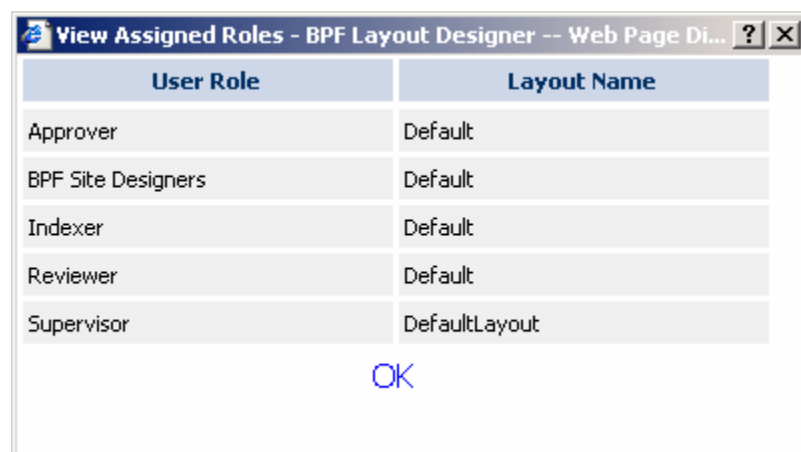 View Assigned Roles - BPF Layout Designer -- Web Page Di... ? X
User Role Layout Name
Approver Default
BPF Site Designers Default
Indexer Default
Reviewer Default
Supervisor DefaultLayout
OK